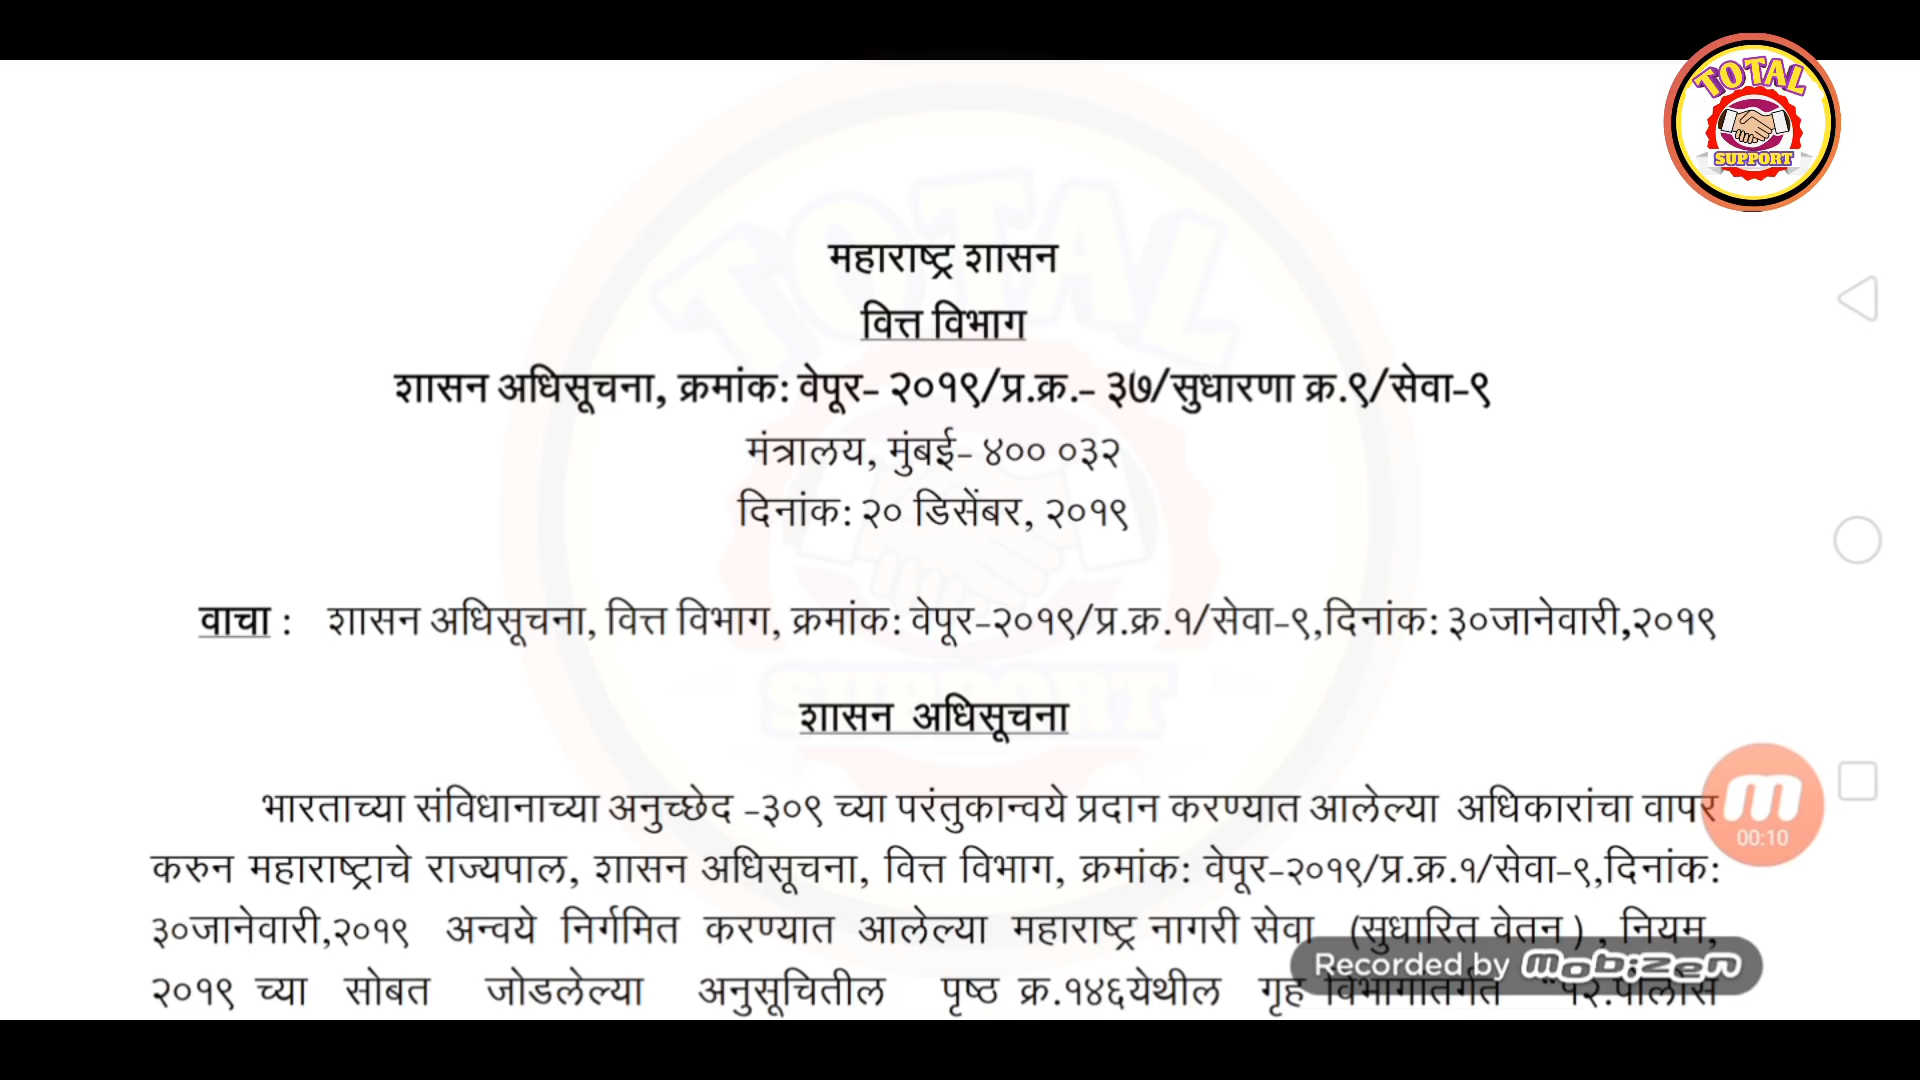 TOTAL
SUPPORT
महाराष्ट्र शासन
वित्त विभाग
शासन अधिसूचना, क्रमांक: वेपूर- २०१९/प्र.क्र.- ३७/सुधारणा क्र.९/सेवा-९
मंत्रालय, मुंबई- ४०० ०३२
दिनांक: २० डिसेंबर, २०१९
वाचा : शासन अधिसूचना, वित्त विभाग, क्रमांक: वेपूर-२०१९/प्र.क्र.१/सेवा-९,दिनांक: ३०जानेवारी,२०१९
शासन अधिसूचना
भारताच्या संविधानाच्या अनुच्छेद -३०९ च्या परंतुकान्वये प्रदान करण्यात आलेल्या अधिकारांचा वापर
करुन महाराष्ट्राचे राज्यपाल, शासन अधिसूचना, वित्त विभाग, क्रमांक: वेपूर-२०१९/प्र.क्र.१/सेवा-९,दिनांक:
३०जानेवारी,२०१९ अन्वये निर्गमित करण्यात आलेल्या महाराष्ट्र नागरी सेवा (सुधारित वेतन ) , नियम,
२०१९ च्या सोबत जोडलेल्या अनुसूचितील पृष्ठ क्र.१४६येथील गृह विभागांतर्गत "१२.पोलीस
00:10
Recorded by mobizen